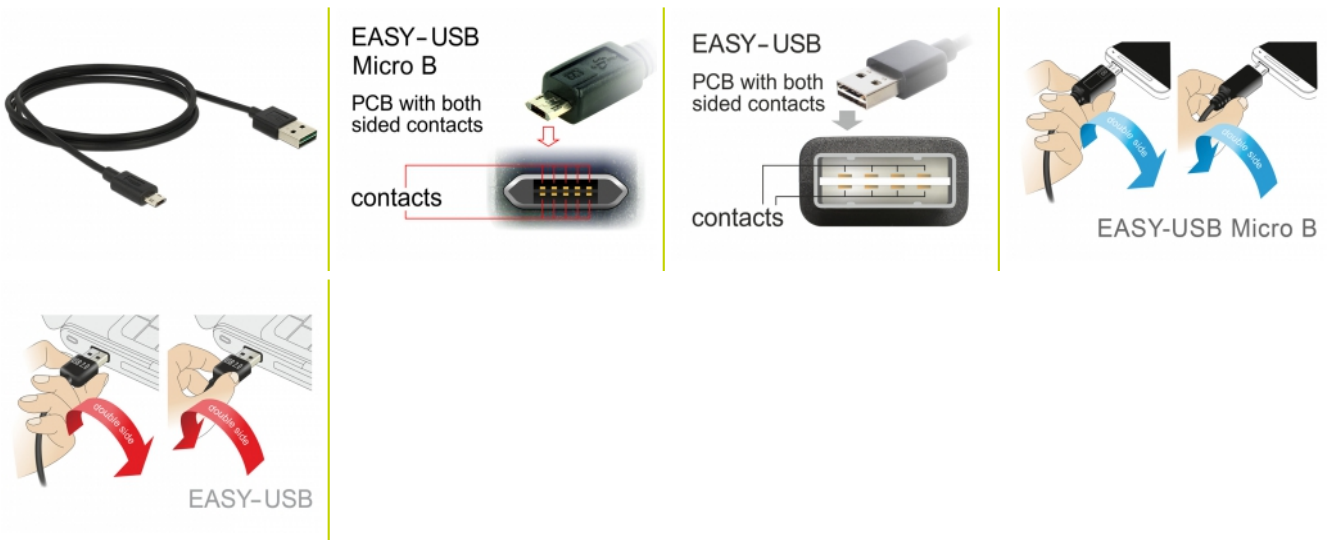 EASY-USB
Micro B
PCB with both
sided contacts
contacts
EASY-USB
PCB with both
sided contacts
contacts
double side
double side
EASY-USB Micro B
double side
double side
EASY-USB